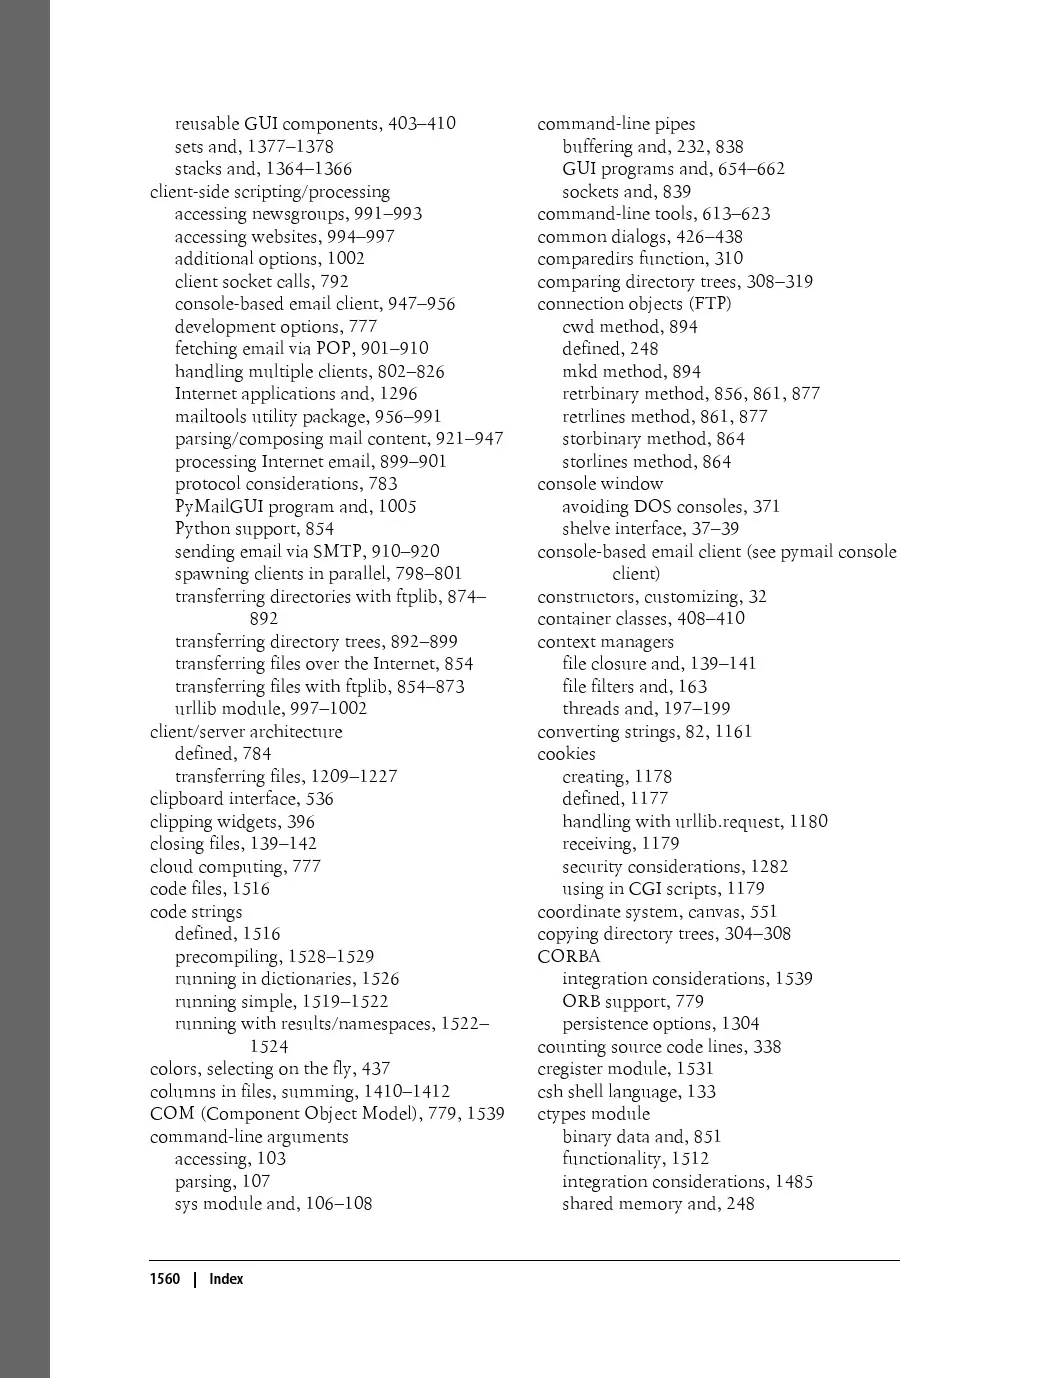 reusable GUI components, 403–410
sets and, 1377–1378
stacks and, 1364–1366
client-side scripting/processing
accessing newsgroups, 991–993
accessing websites, 994–997
additional options, 1002
client socket calls, 792
console-based email client, 947–956
development options, 777
fetching email via POP, 901–910
handling multiple clients, 802–826
Internet applications and, 1296
mailtools utility package, 956–991
parsing/composing mail content, 921–947
processing Internet email, 899–901
protocol considerations, 783
PyMailGUI program and, 1005
Python support, 854
sending email via SMTP, 910–920
spawning clients in parallel, 798–801
transferring directories with ftplib, 874–
892
transferring directory trees, 892–899
transferring files over the Internet, 854
transferring files with ftplib, 854–873
urllib module, 997–1002
client/server architecture
defined, 784
transferring files, 1209–1227
clipboard interface, 536
clipping widgets, 396
closing files, 139–142
cloud computing, 777
code files, 1516
code strings
defined, 1516
precompiling, 1528–1529
running in dictionaries, 1526
running simple, 1519–1522
running with results/namespaces, 1522–
1524
colors, selecting on the fly, 437
columns in files, summing, 1410–1412
COM (Component Object Model), 779, 1539
command-line arguments
accessing, 103
parsing, 107
sys module and, 106–108
command-line pipes
buffering and, 232, 838
GUI programs and, 654–662
sockets and, 839
command-line tools, 613–623
common dialogs, 426–438
comparedirs function, 310
comparing directory trees, 308–319
connection objects (FTP)
cwd method, 894
defined, 248
mkd method, 894
retrbinary method, 856, 861, 877
retrlines method, 861, 877
storbinary method, 864
storlines method, 864
console window
avoiding DOS consoles, 371
shelve interface, 37–39
console-based email client (see pymail console
client)
constructors, customizing, 32
container classes, 408–410
context managers
file closure and, 139–141
file filters and, 163
threads and, 197–199
converting strings, 82, 1161
cookies
creating, 1178
defined, 1177
handling with urllib.request, 1180
receiving, 1179
security considerations, 1282
using in CGI scripts, 1179
coordinate system, canvas, 551
copying directory trees, 304–308
CORBA
integration considerations, 1539
ORB support, 779
persistence options, 1304
counting source code lines, 338
cregister module, 1531
csh shell language, 133
ctypes module
binary data and, 851
functionality, 1512
integration considerations, 1485
shared memory and, 248
1560 | Index